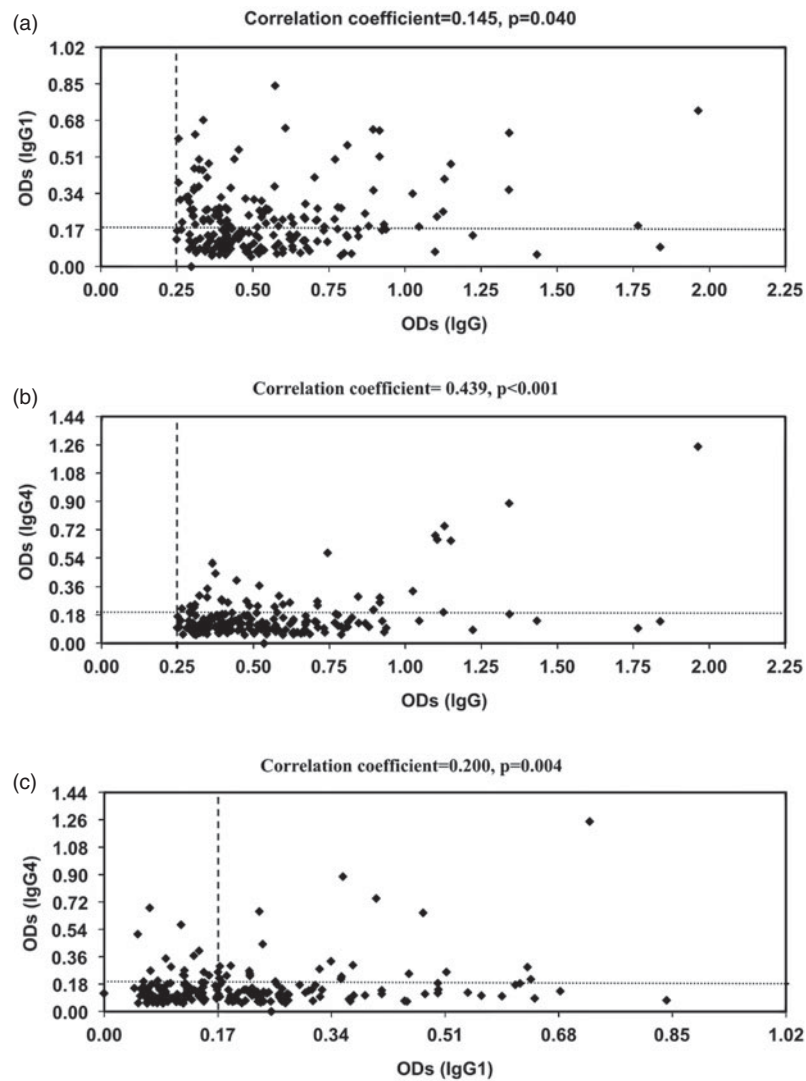 (a)
Correlation coefficient=0.145, p=0.040
1.02
0.85
0.68
0.51
0.34
0.17
0.00
ODs (IgG1)
0.00 0.25 0.50 0.75 1.00 1.25 1.50 1.75 2.00 2.25
ODs (IgG)
(b)
Correlation coefficient= 0.439, p<0.001
1.44
1.26
1.08
0.90
0.72
0.54
0.36
0.18
0.00
ODs (IgG4)
0.00 0.25 0.50 0.75 1.00 1.25 1.50 1.75 2.00 2.25
ODs (IgG)
(c)
Correlation coefficient=0.200, p=0.004
1.44
1.26
1.08
0.90
0.72
0.54
0.36
0.18
0.00
ODs (IgG4)
0.00 0.17 0.34 0.51 0.68 0.85 1.02
ODs (IgG1)